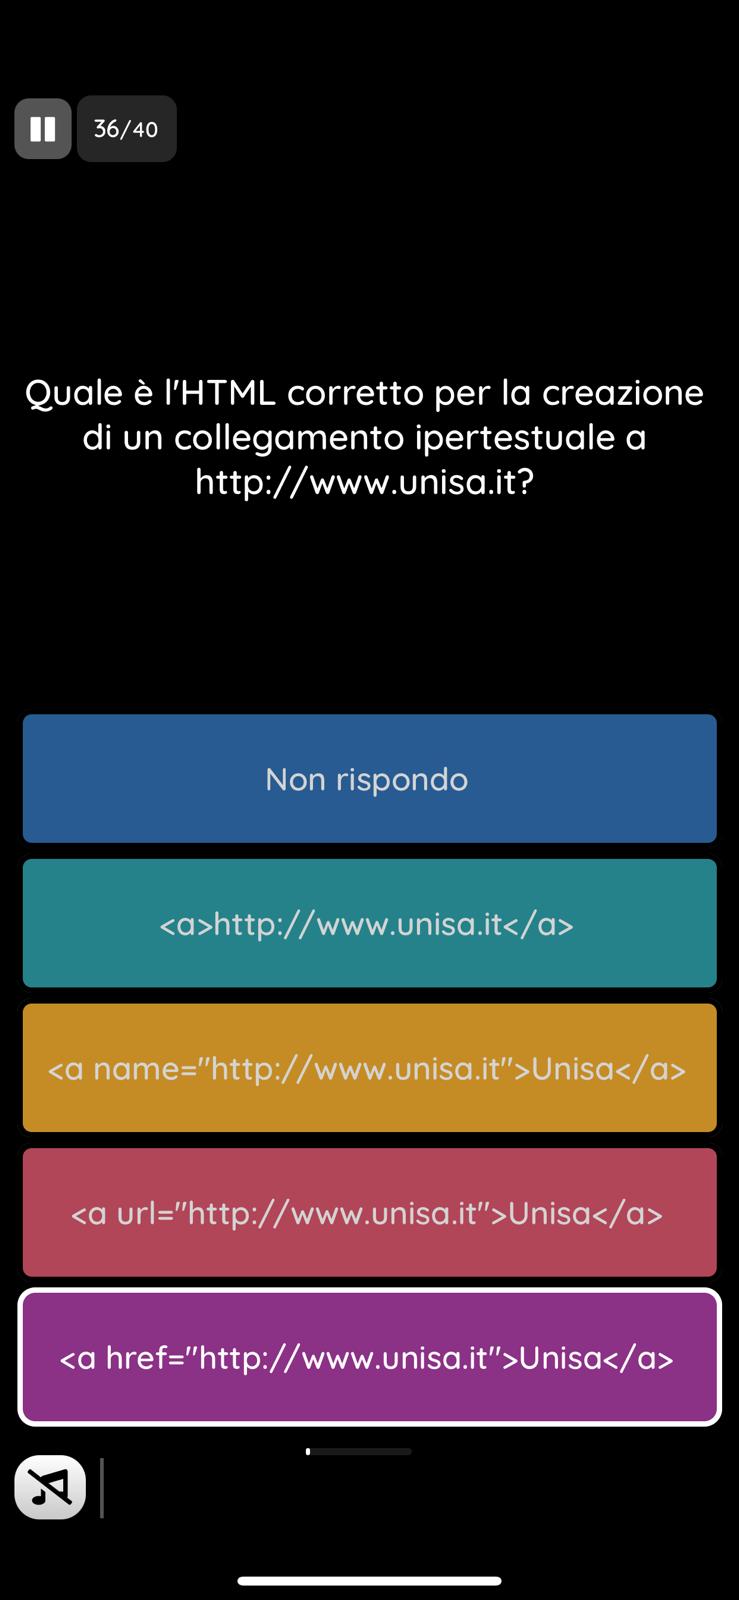 36/40
Quale è l'HTML corretto per la creazione
di un collegamento ipertestuale a
http://www.unisa.it?
Non rispondo
<a>http://www.unisa.it</a>
<a name="http://www.unisa.it">Unisa</a>
<a url="http://www.unisa.it">Unisa</a>
<a href="http://www.unisa.it">Unisa</a>